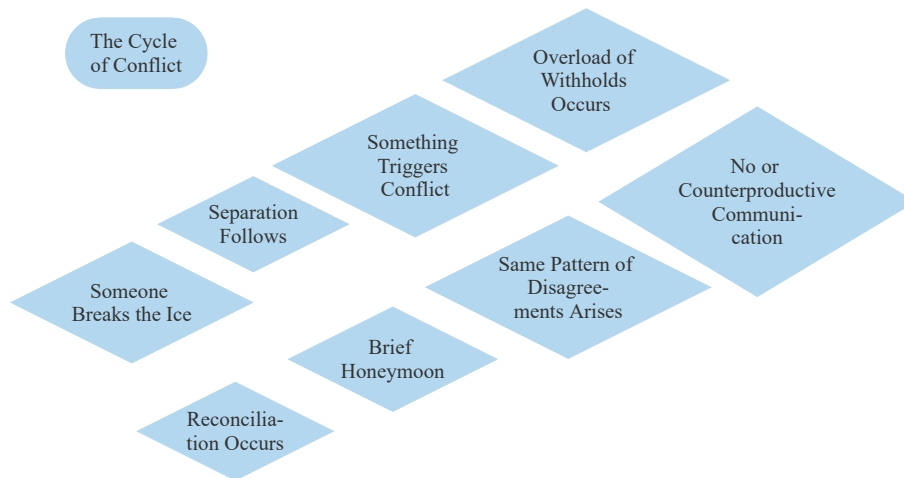 The Cycle
of Conflict
Overload of
Withholds
Occurs
Something
Triggers
Conflict
No or
Counterproductive
Communi-
cation
Separation
Follows
Same Pattern of
Disagree-
ments Arises
Someone
Breaks the Ice
Brief
Honeymoon
Reconcilia-
tion Occurs